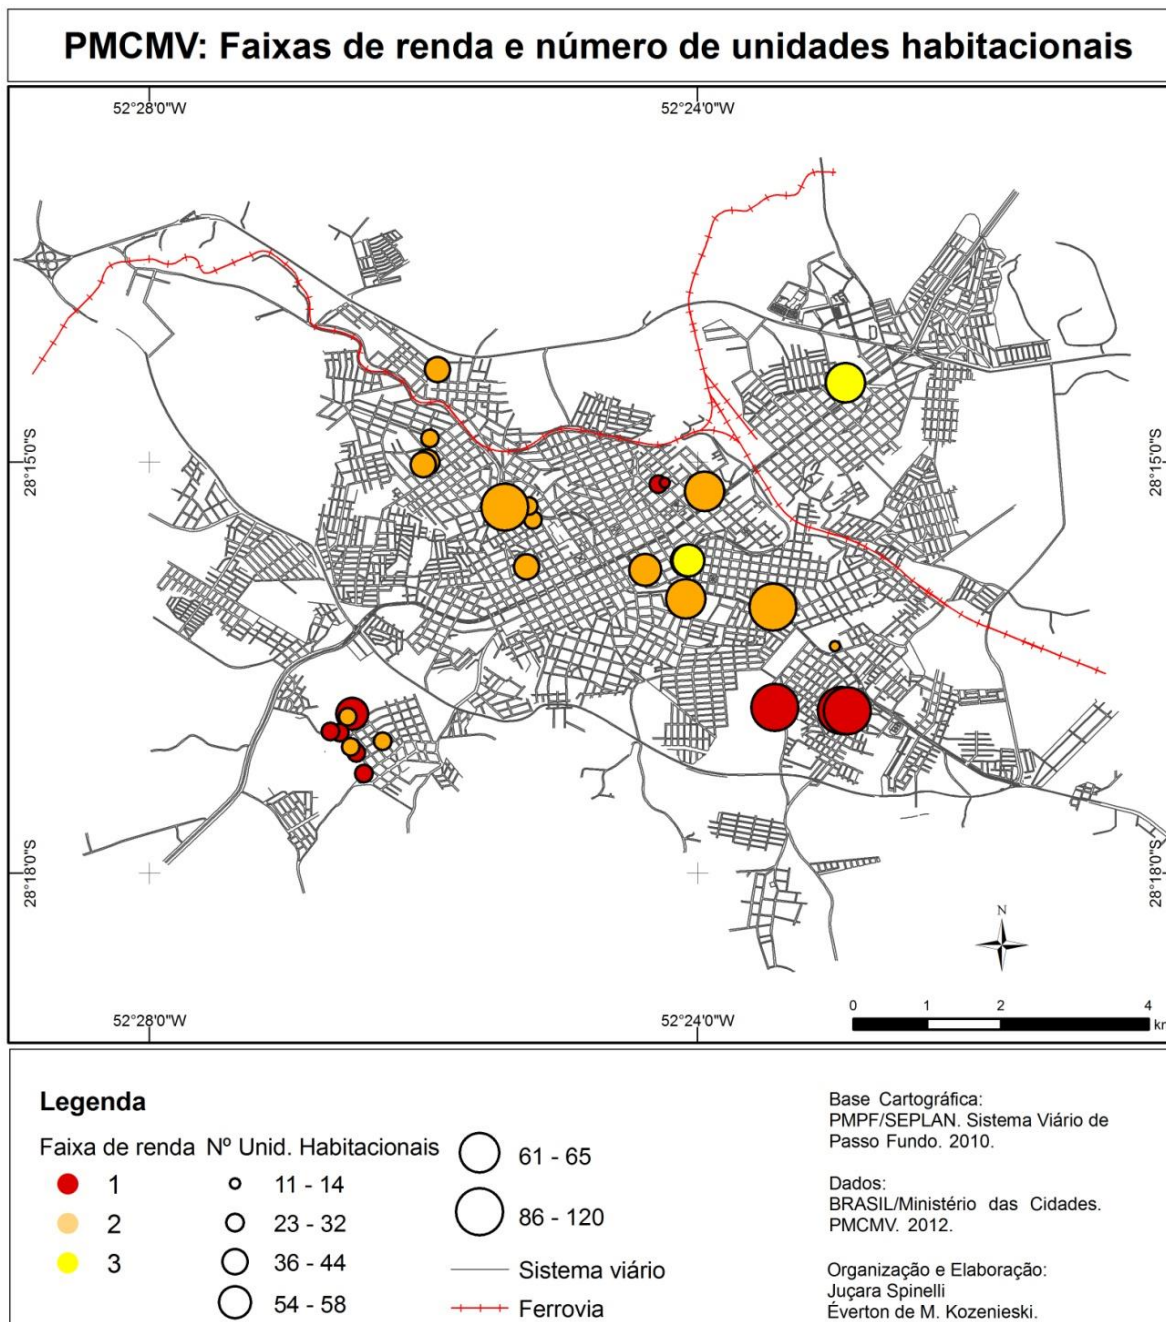 PMCMV: Faixas de renda e número de unidades habitacionais
52°28'0"W
52°24'0"W
28°15'0"S
28°15'0"S
28°18'0"S
28°18'0"S
N
0 1 2 4
km
52°28'0"W
52°24'0"W
Legenda
Faixa de renda
1
2
3
Nº Unid. Habitacionais
11 - 14
23 - 32
36 - 44
54 - 58
61 - 65
86 - 120
Sistema viário
Ferrovia
Base Cartográfica:
PMPF/SEPLAN. Sistema Viário de
Passo Fundo. 2010.
Dados:
BRASIL/Ministério das Cidades.
PMCMV. 2012.
Organização e Elaboração:
Juçara Spinelli
Éverton de M. Kozenieski.